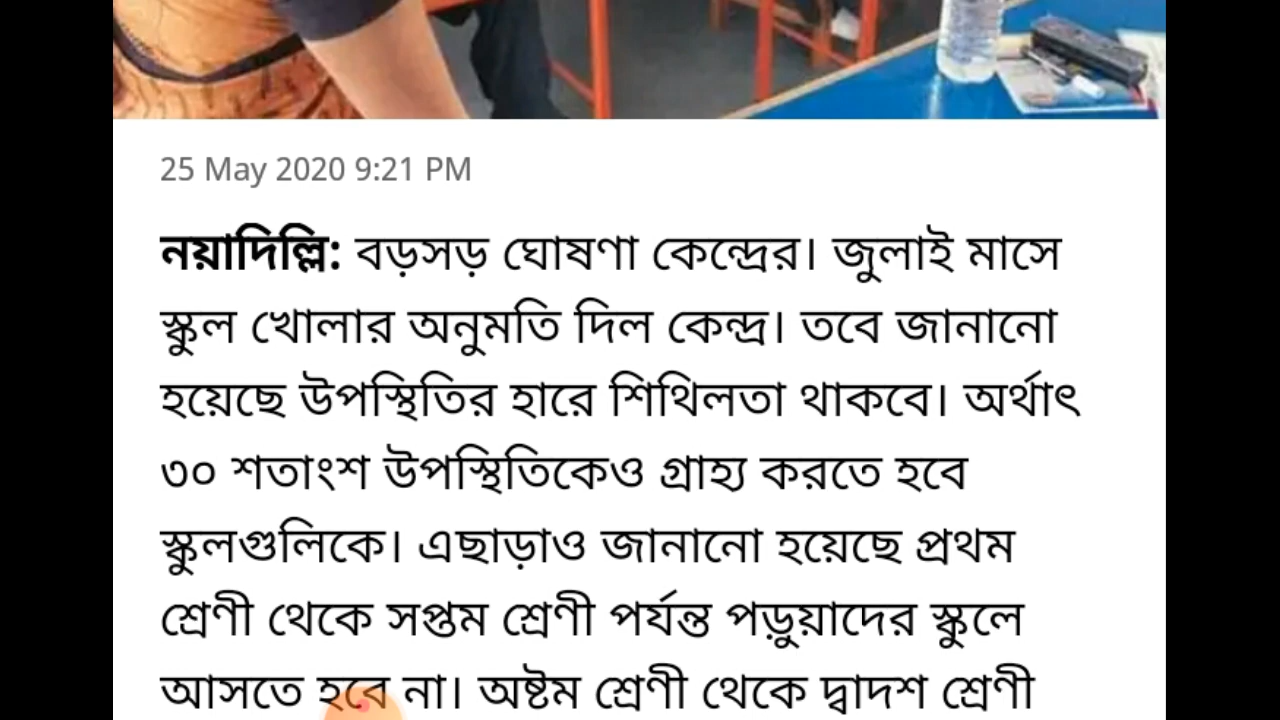 25 May 2020 9:21 PM
নয়াদিল্লি: বড়সড় ঘোষণা কেন্দ্রের। জুলাই মাসে
স্কুল খোলার অনুমতি দিল কেন্দ্র। তবে জানানো
হয়েছে উপস্থিতির হারে শিথিলতা থাকবে। অর্থাৎ
৩০ শতাংশ উপস্থিতিকেও গ্রাহ্য করতে হবে
স্কুলগুলিকে। এছাড়াও জানানো হয়েছে প্রথম
শ্রেণী থেকে সপ্তম শ্রেণী পর্যন্ত পড়ুয়াদের স্কুলে
আসতে হবে না। অষ্টম শ্রেণী থেকে দ্বাদশ শ্রেণী